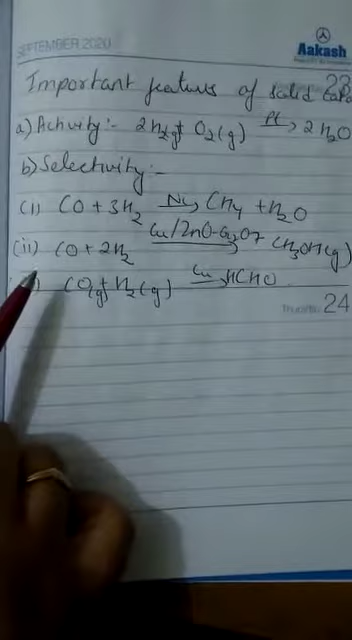 SEPTEMBER 2020
Aakash
23
Important features of solid
a) Activity:- 2H2(g)+ O2(g) Pt→ 2H2O
b) Selectivity:-
(i) CO + 3H2 Ni→ CH4 + H2O
(ii) CO + 2H2 Cu/ZnO-Cr2O3→ CH3OH(g)
CO(g)+ H2(g) Cu→ HCHO
24